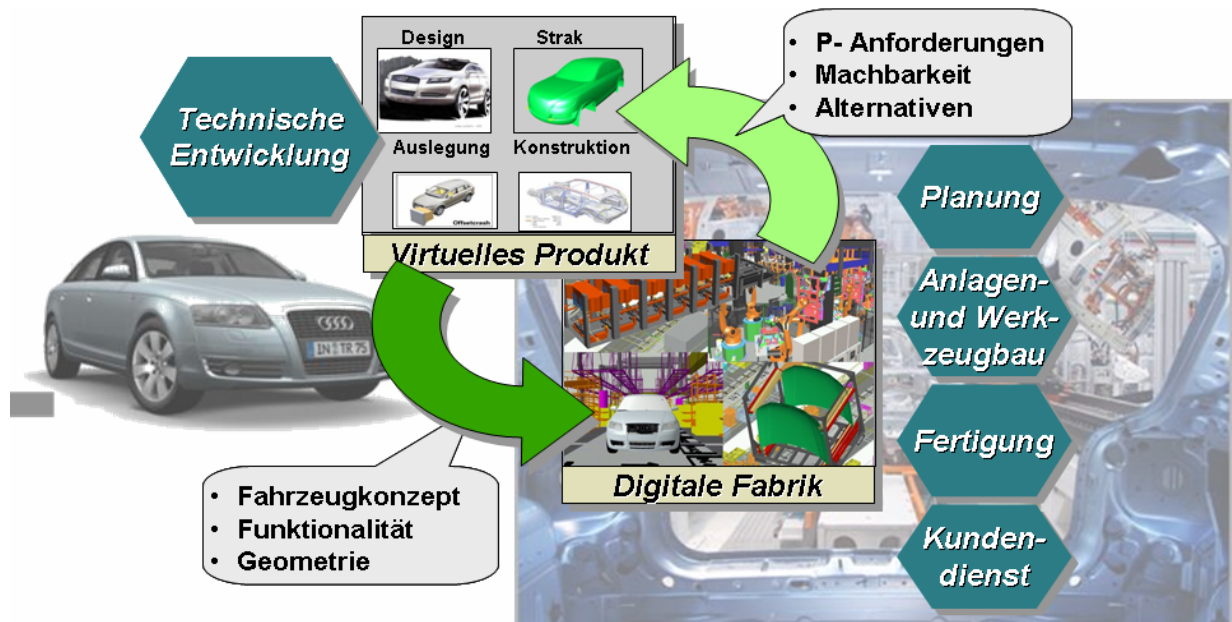 Design
Strak
Technische
Entwicklung
Auslegung
Konstruktion
Offsetcrash
Virtuelles Produkt
• P- Anforderungen
• Machbarkeit
• Alternativen
Planung
Anlagen-
und Werk-
zeugbau
Fertigung
Kunden-
dienst
IN TR 75
Digitale Fabrik
• Fahrzeugkonzept
• Funktionalität
• Geometrie